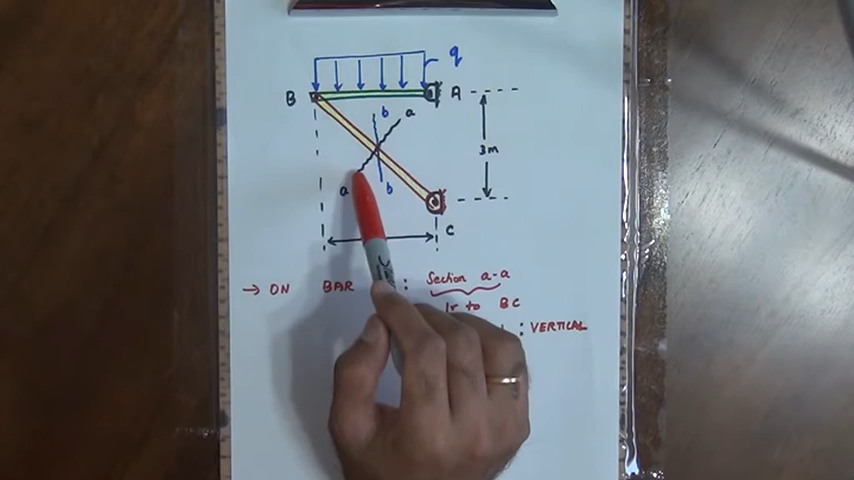 q
B
A
b
a
3m
a
b
C
→ ON BAR : Section a-a
⊥r to BC
: VERTICAL